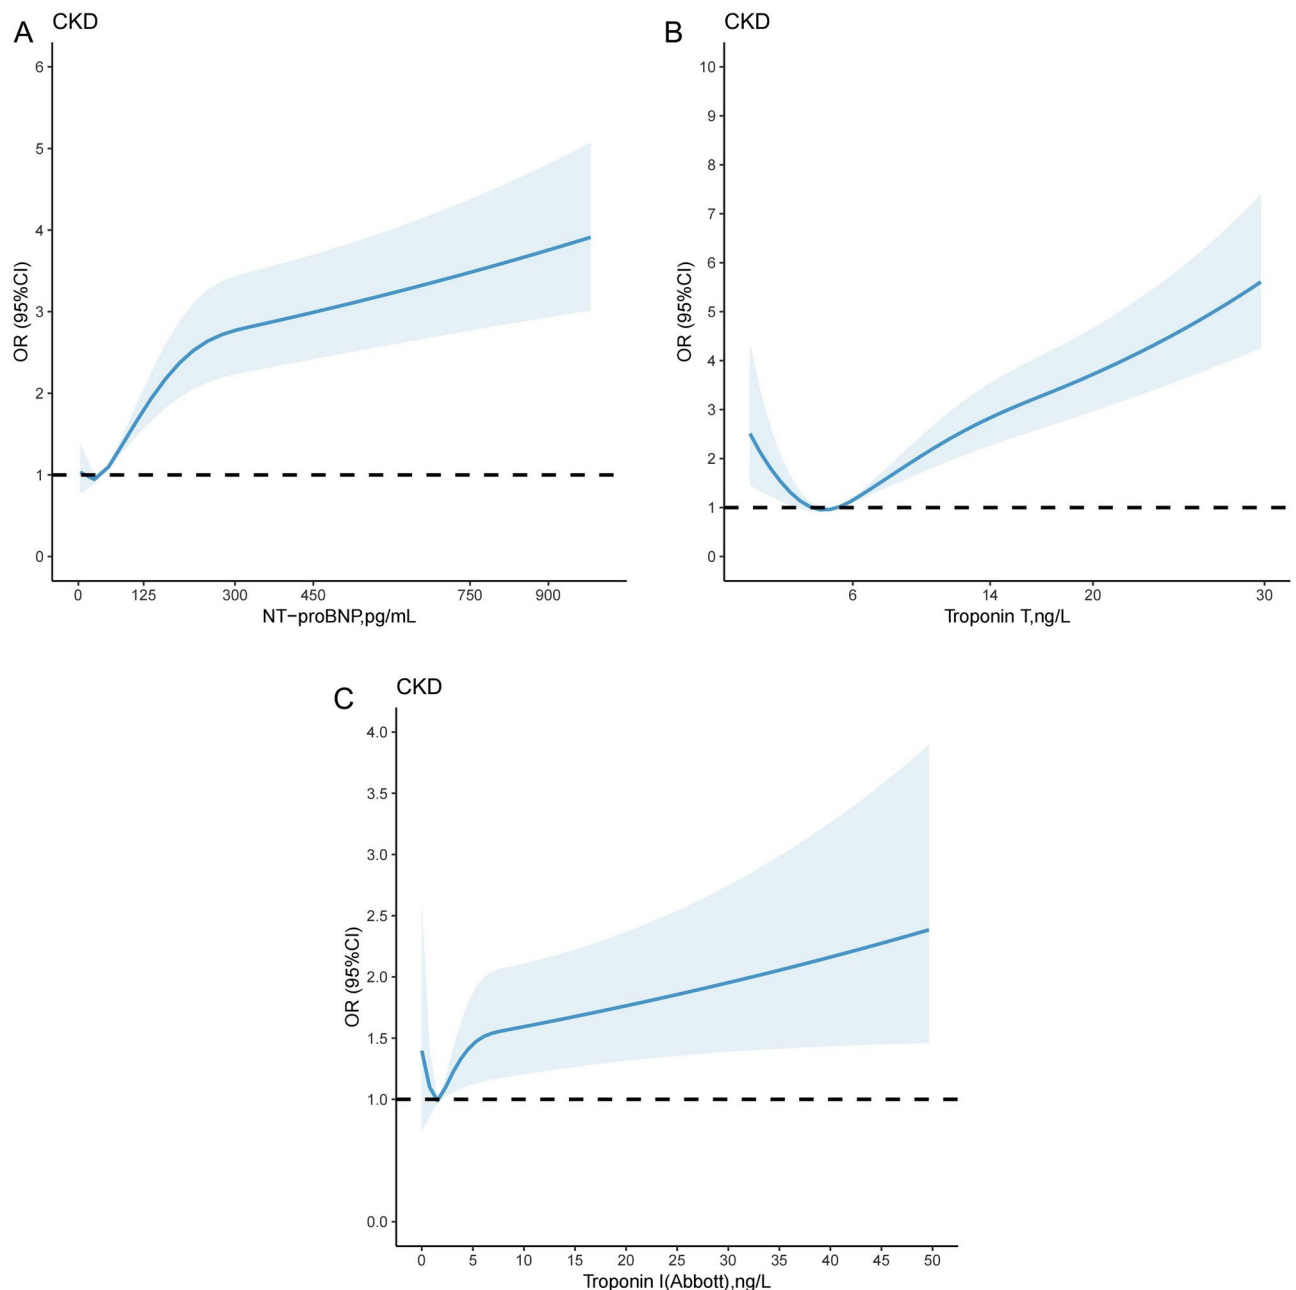 A
CKD
6
5
4
3
2
1
0
OR (95%CI)
0 125 300 450 750 900
NT−proBNP,pg/mL
B
CKD
10
9
8
7
6
5
4
3
2
1
0
OR (95%CI)
6 14 20 30
Troponin T,ng/L
C
CKD
4.0
3.5
3.0
2.5
2.0
1.5
1.0
0.0
OR (95%CI)
0 5 10 15 20 25 30 35 40 45 50
Troponin I(Abbott),ng/L